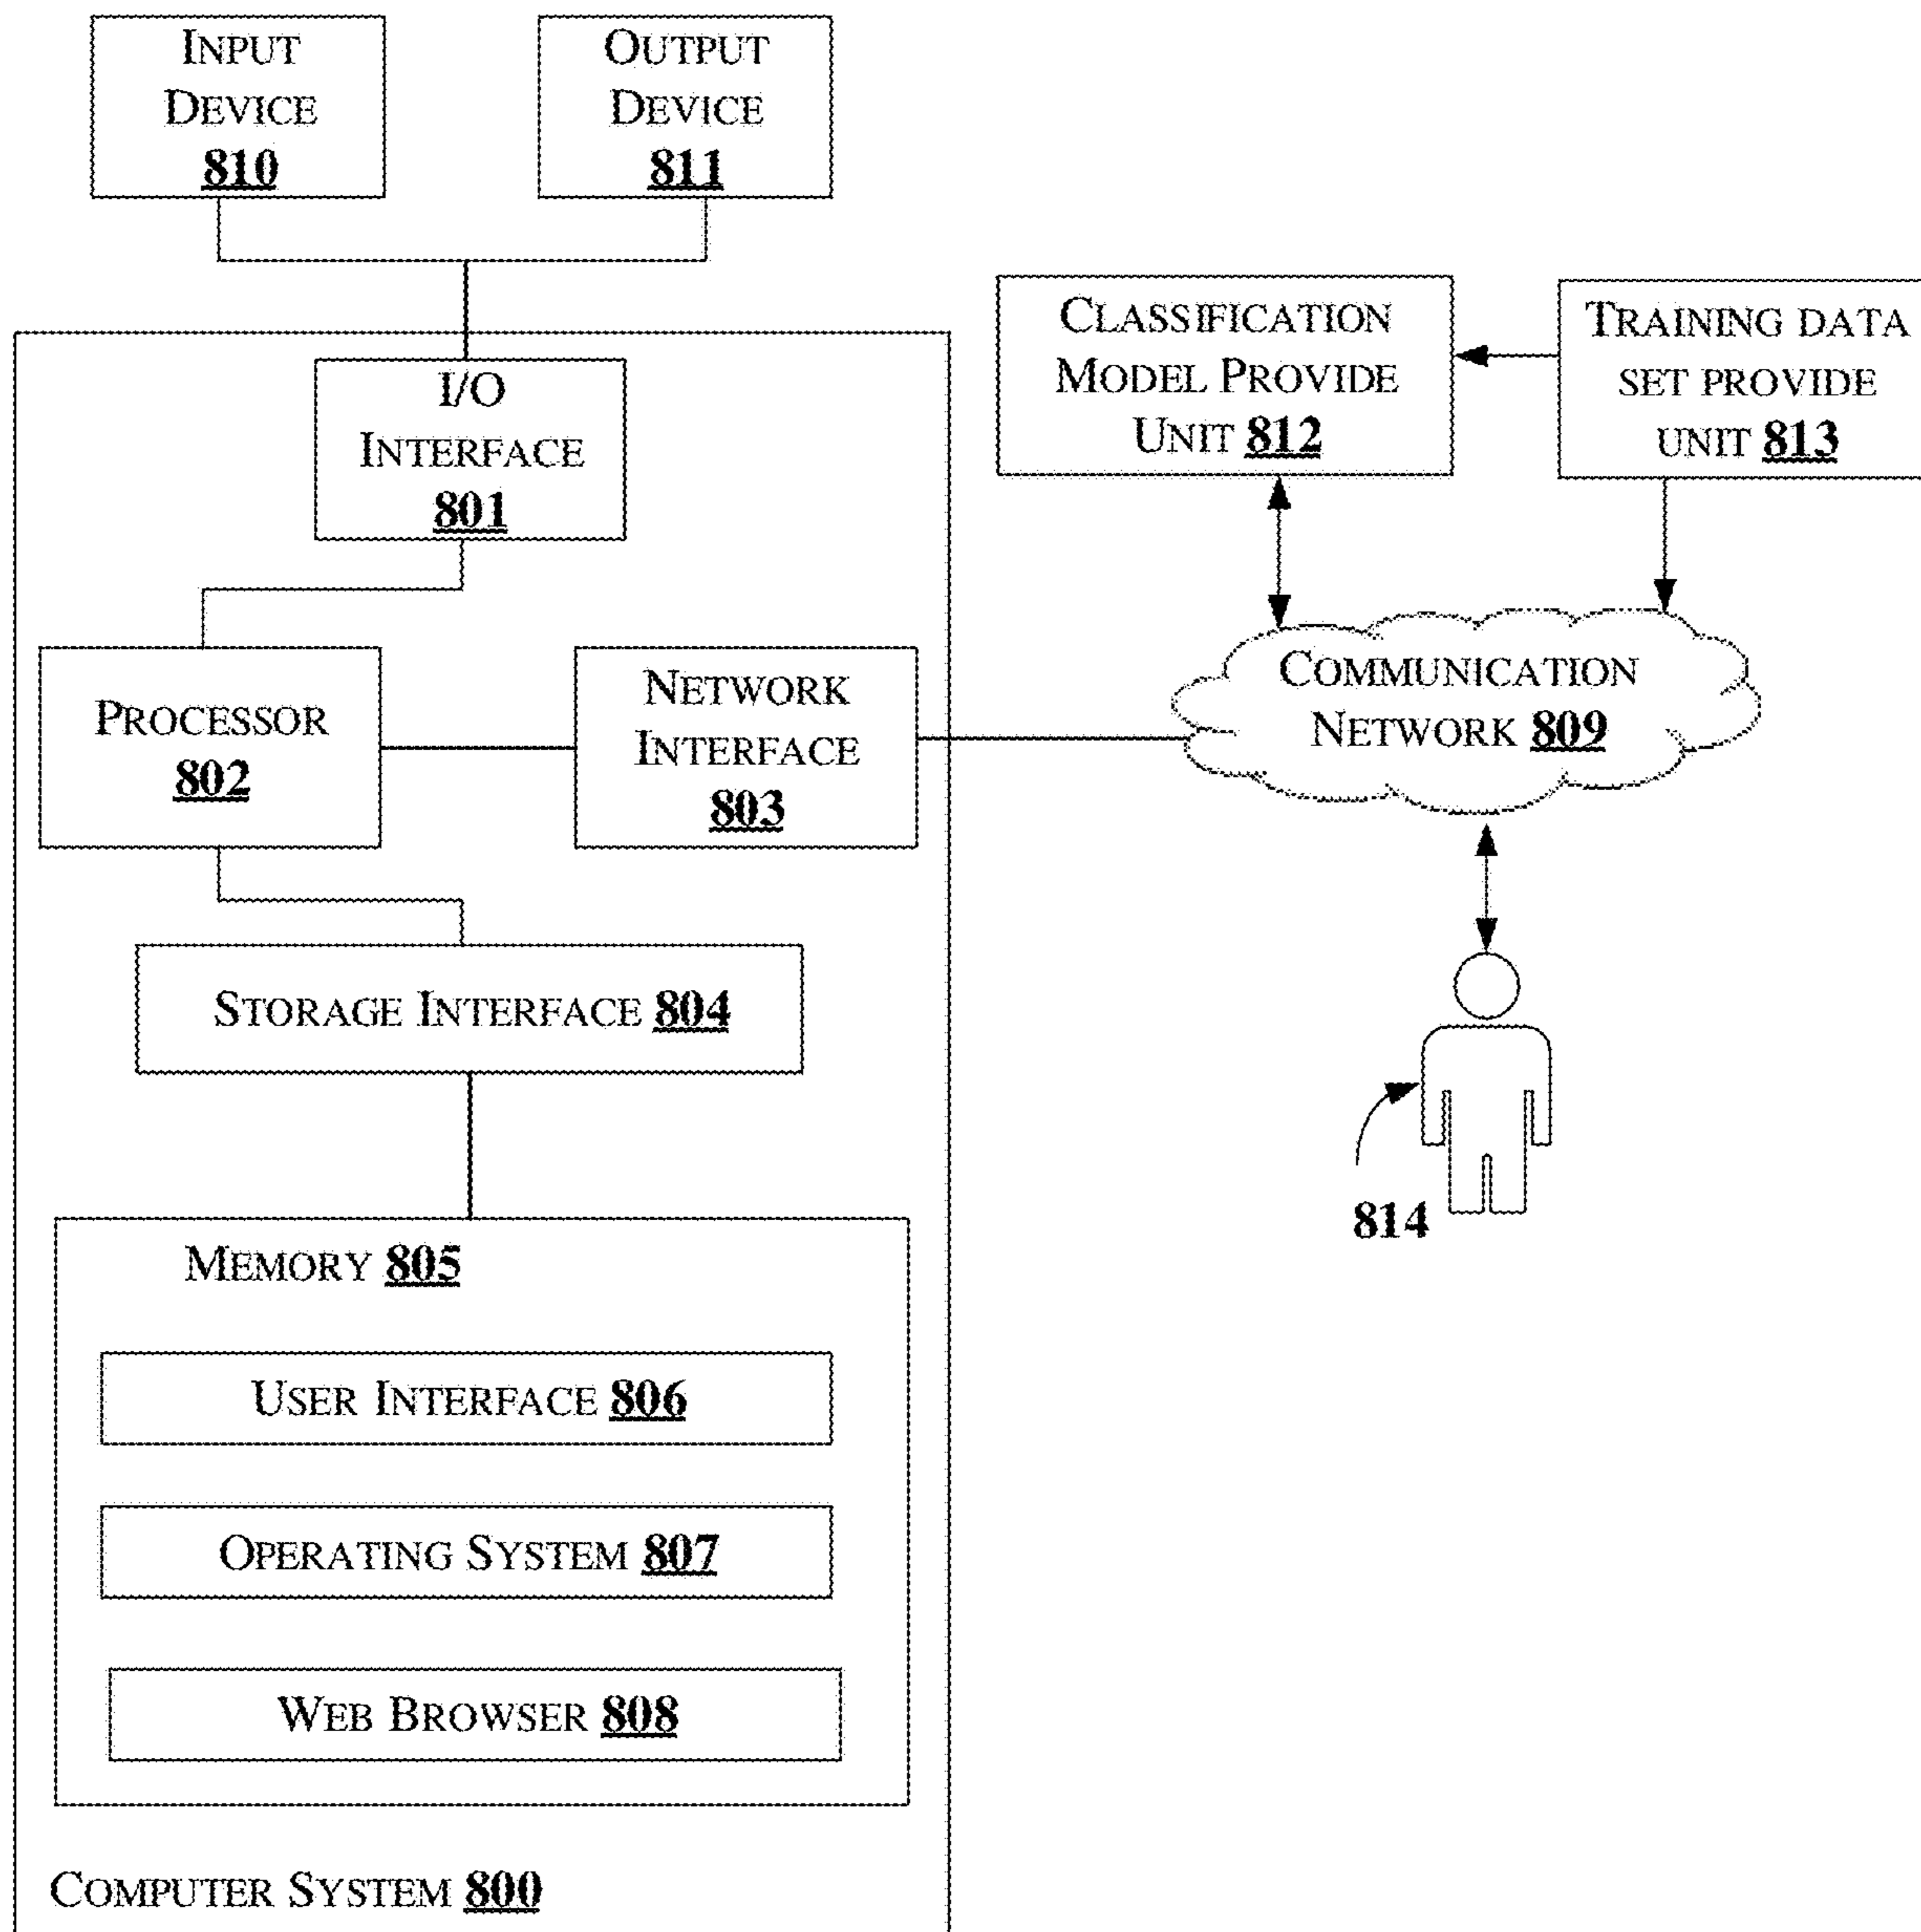 INPUT
DEVICE
810
OUTPUT
DEVICE
811
I/O
INTERFACE
801
CLASSIFICATION
MODEL PROVIDE
UNIT 812
TRAINING DATA
SET PROVIDE
UNIT 813
PROCESSOR
802
NETWORK
INTERFACE
803
COMMUNICATION
NETWORK 809
STORAGE INTERFACE 804
814
MEMORY 805
USER INTERFACE 806
OPERATING SYSTEM 807
WEB BROWSER 808
COMPUTER SYSTEM 800